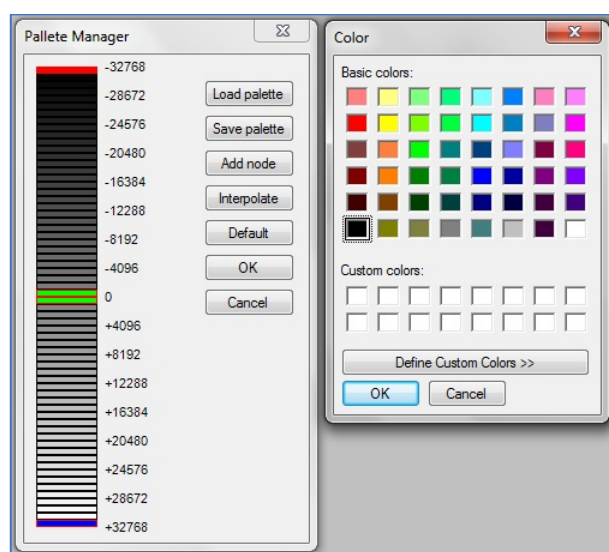 Pallete Manager
-32768
-28672
-24576
-20480
-16384
-12288
-8192
-4096
0
+4096
+8192
+12288
+16384
+20480
+24576
+28672
+32768
Load palette
Save palette
Add node
Interpolate
Default
OK
Cancel
Color
Basic colors:
Custom colors:
Define Custom Colors >>
OK
Cancel